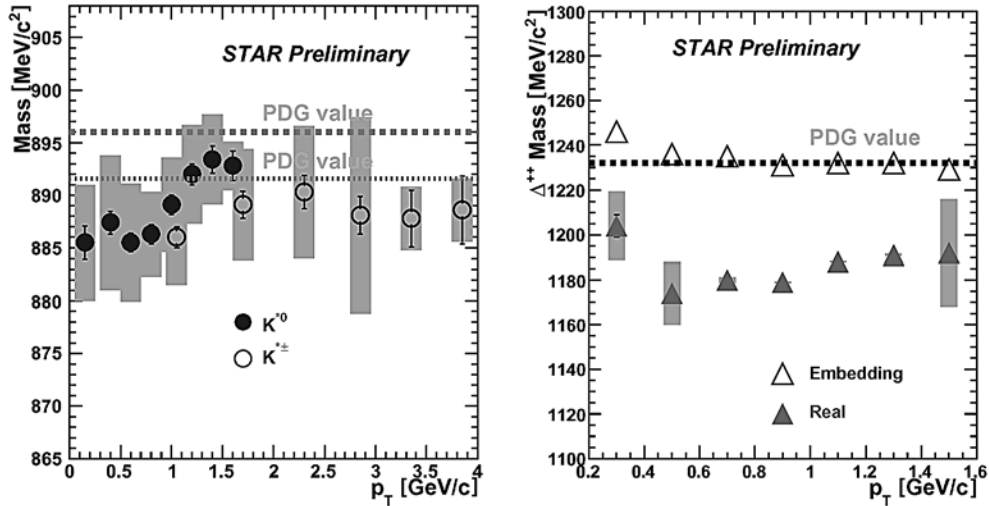 Mass [MeV/c²]
905
900
895
890
885
880
875
870
865
STAR Preliminary
PDG value
PDG value
K*0
K*±
0 0.5 1 1.5 2 2.5 3 3.5 4
p_T [GeV/c]
Δ++ Mass [MeV/c²]
1300
1280
1260
1240
1220
1200
1180
1160
1140
1120
1100
STAR Preliminary
PDG value
Embedding
Real
0.2 0.4 0.6 0.8 1 1.2 1.4 1.6
p_T [GeV/c]